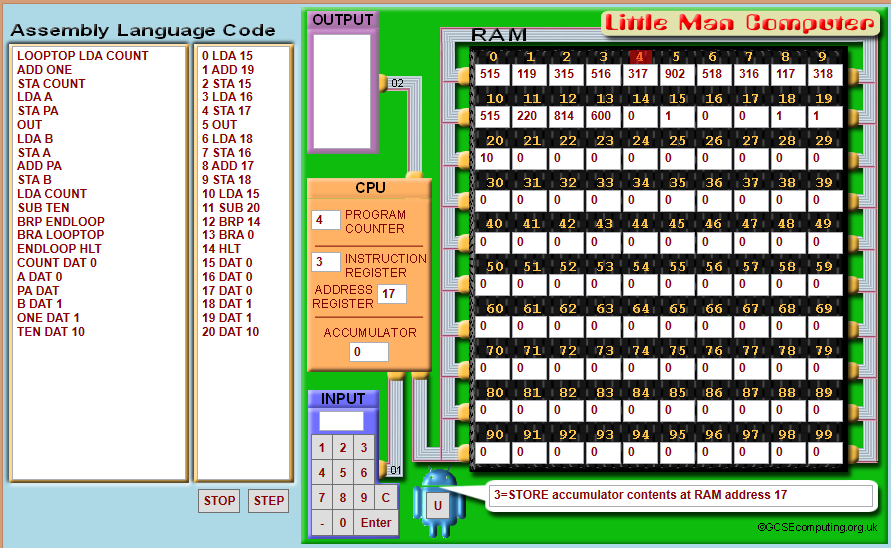 Assembly Language Code
LOOPTOP LDA COUNT
ADD ONE
STA COUNT
LDA A
STA PA
OUT
LDA B
STA A
ADD PA
STA B
LDA COUNT
SUB TEN
BRP ENDLOOP
BRA LOOPTOP
ENDLOOP HLT
COUNT DAT 0
A DAT 0
PA DAT
B DAT 1
ONE DAT 1
TEN DAT 10
0 LDA 15
1 ADD 19
2 STA 15
3 LDA 16
4 STA 17
5 OUT
6 LDA 18
7 STA 16
8 ADD 17
9 STA 18
10 LDA 15
11 SUB 20
12 BRP 14
13 BRA 0
14 HLT
15 DAT 0
16 DAT 0
17 DAT 0
18 DAT 1
19 DAT 1
20 DAT 10
STOP STEP
OUTPUT
02
CPU
4 PROGRAM
COUNTER
3 INSTRUCTION
REGISTER
ADDRESS
REGISTER 17
ACCUMULATOR
0
INPUT
1 2 3
4 5 6
7 8 9 C
- 0 Enter
01
U
Little Man Computer
RAM
0 1 2 3 4 5 6 7 8 9
515 119 315 516 317 902 518 316 117 318
10 11 12 13 14 15 16 17 18 19
515 220 814 600 0 1 0 0 1 1
20 21 22 23 24 25 26 27 28 29
10 0 0 0 0 0 0 0 0 0
30 31 32 33 34 35 36 37 38 39
0 0 0 0 0 0 0 0 0 0
40 41 42 43 44 45 46 47 48 49
0 0 0 0 0 0 0 0 0 0
50 51 52 53 54 55 56 57 58 59
0 0 0 0 0 0 0 0 0 0
60 61 62 63 64 65 66 67 68 69
0 0 0 0 0 0 0 0 0 0
70 71 72 73 74 75 76 77 78 79
0 0 0 0 0 0 0 0 0 0
80 81 82 83 84 85 86 87 88 89
0 0 0 0 0 0 0 0 0 0
90 91 92 93 94 95 96 97 98 99
0 0 0 0 0 0 0 0 0 0
3=STORE accumulator contents at RAM address 17
©GCSEcomputing.org.uk